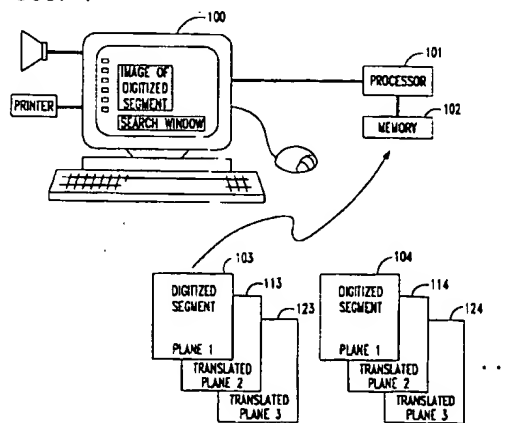 100
101
IMAGE OF
DIGITIZED
SEGMENT
SEARCH WINDOW
PROCESSOR
102
PRINTER
MEMORY
103
113
104
114
DIGITIZED
SEGMENT
123
DIGITIZED
SEGMENT
124
PLANE 1
PLANE 1
TRANSLATED
PLANE 2
TRANSLATED
PLANE 2
TRANSLATED
PLANE 3
TRANSLATED
PLANE 3